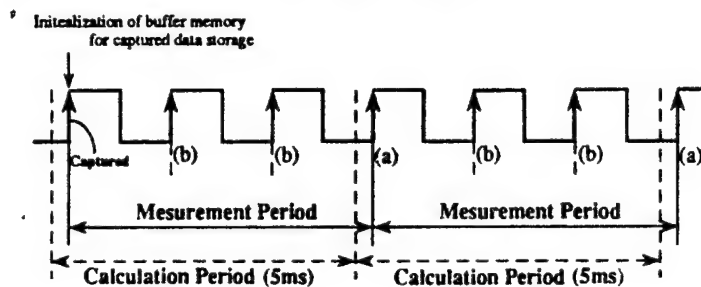 Initealization of buffer memory
for captured data storage
Captured
(b)
(b)
(a)
(b)
(b)
(a)
Mesurement Period
Mesurement Period
Calculation Period (5ms)
Calculation Period (5ms)